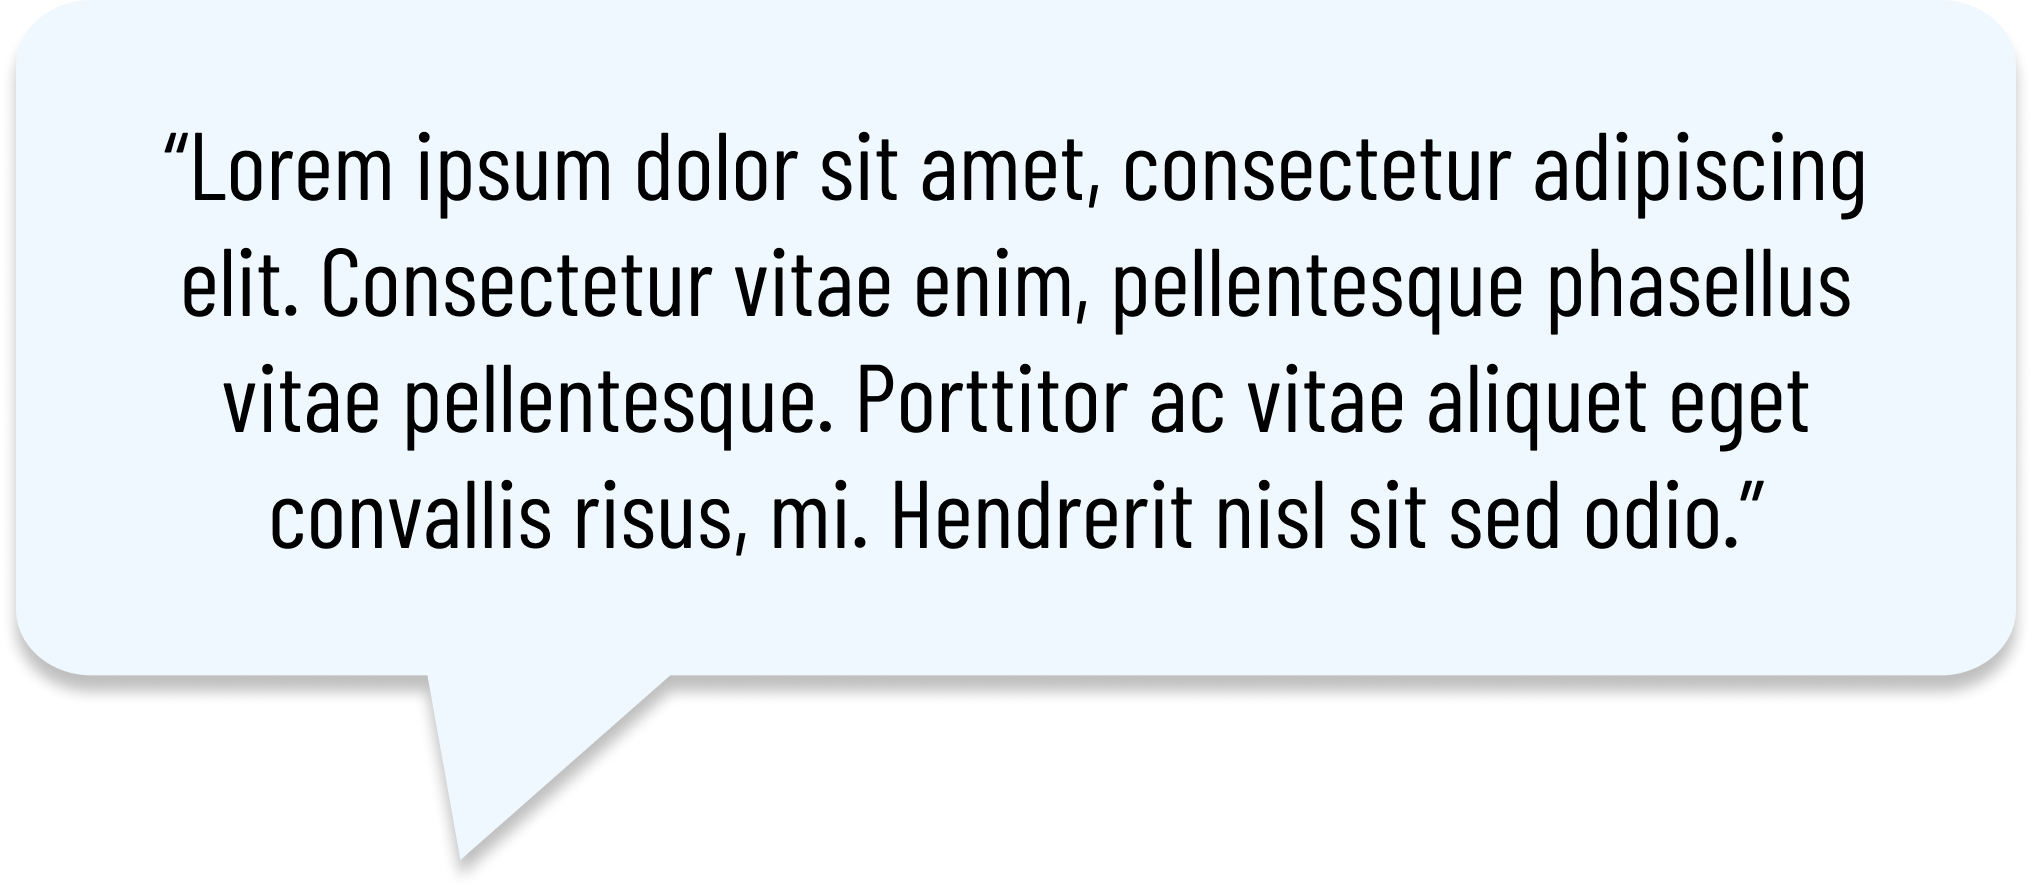 “Lorem ipsum dolor sit amet, consectetur adipiscing
elit. Consectetur vitae enim, pellentesque phasellus
vitae pellentesque. Porttitor ac vitae aliquet eget
convallis risus, mi. Hendrerit nisl sit sed odio.”